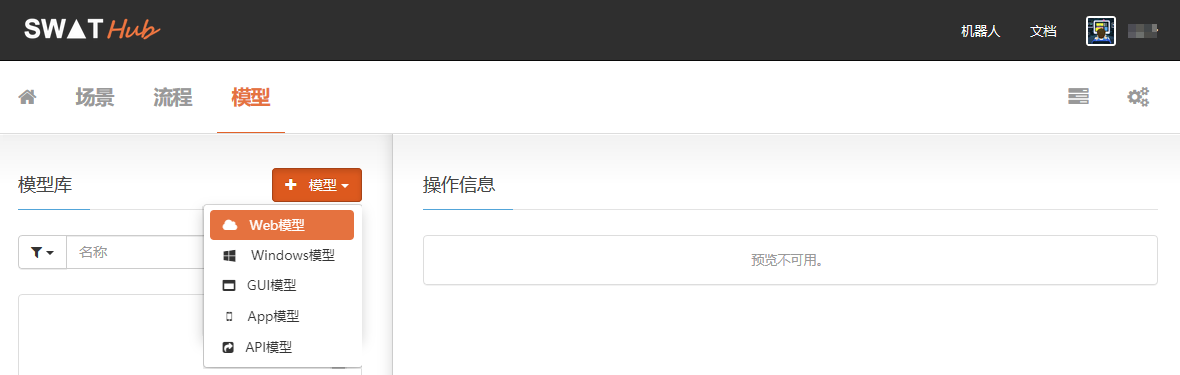 SWAT Hub
机器人
文档
场景
流程
模型
模型库
模型
操作信息
Web模型
Windows模型
GUI模型
App模型
API模型
名称
预览不可用。